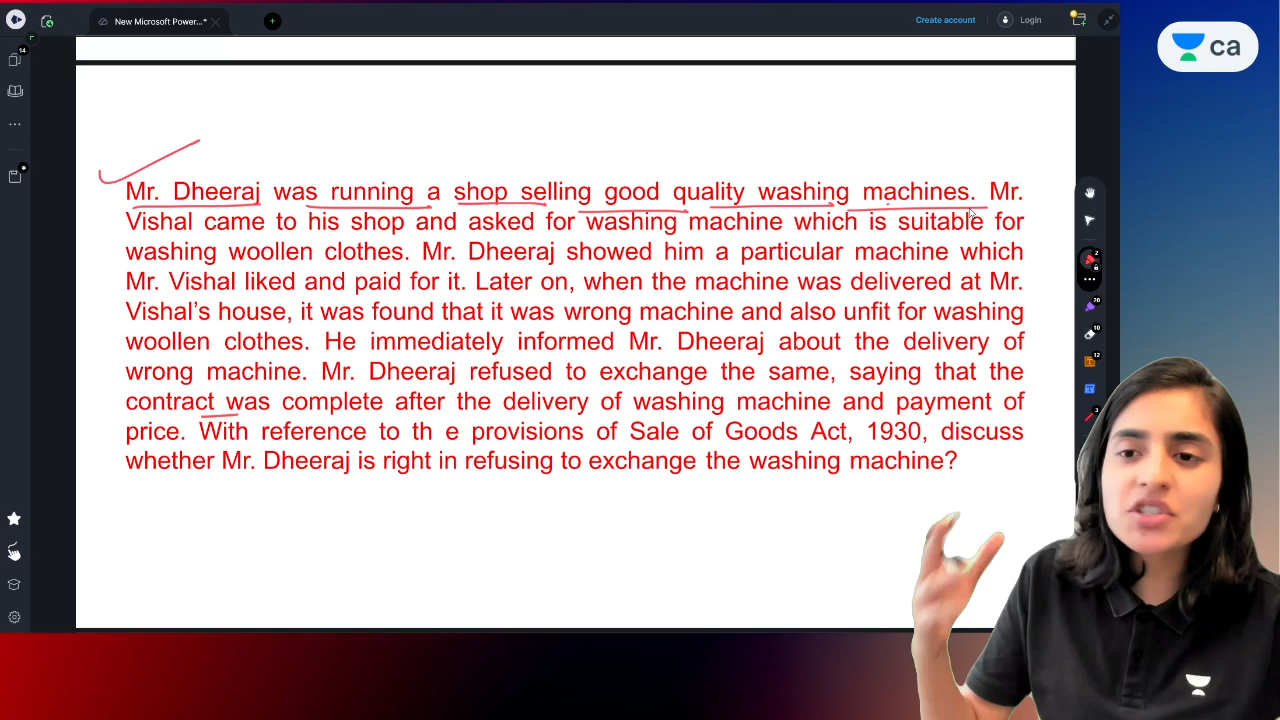 New Microsoft Power...*
Create account
Login
ca
14
Mr. Dheeraj was running a shop selling good quality washing machines. Mr.
Vishal came to his shop and asked for washing machine which is suitable for
washing woollen clothes. Mr. Dheeraj showed him a particular machine which
Mr. Vishal liked and paid for it. Later on, when the machine was delivered at Mr.
Vishal's house, it was found that it was wrong machine and also unfit for washing
woollen clothes. He immediately informed Mr. Dheeraj about the delivery of
wrong machine. Mr. Dheeraj refused to exchange the same, saying that the
contract was complete after the delivery of washing machine and payment of
price. With reference to th e provisions of Sale of Goods Act, 1930, discuss
whether Mr. Dheeraj is right in refusing to exchange the washing machine?
2
20
10
12
T
3